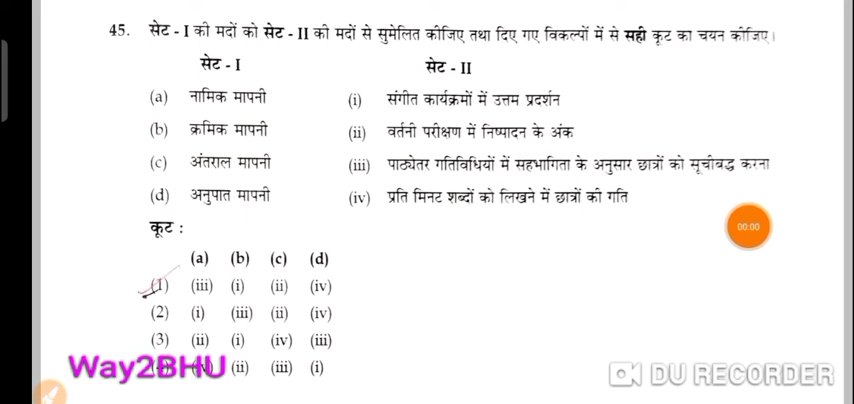 45. सेट - I की मदों को सेट - II की मदों से सुमेलित कीजिए तथा दिए गए विकल्पों में से सही कूट का चयन कीजिए।
सेट - I सेट - II
(a) नामिक मापनी (i) संगीत कार्यक्रमों में उत्तम प्रदर्शन
(b) क्रमिक मापनी (ii) वर्तनी परीक्षण में निष्पादन के अंक
(c) अंतराल मापनी (iii) पाठ्येतर गतिविधियों में सहभागिता के अनुसार छात्रों को सूचीबद्ध करना
(d) अनुपात मापनी (iv) प्रति मिनट शब्दों को लिखने में छात्रों की गति
00:00
कूट :
(a) (b) (c) (d)
(1) (iii) (i) (ii) (iv)
(2) (i) (iii) (ii) (iv)
(3) (ii) (i) (iv) (iii)
(ii) (iii) (i)
Way2BHU
DU RECORDER